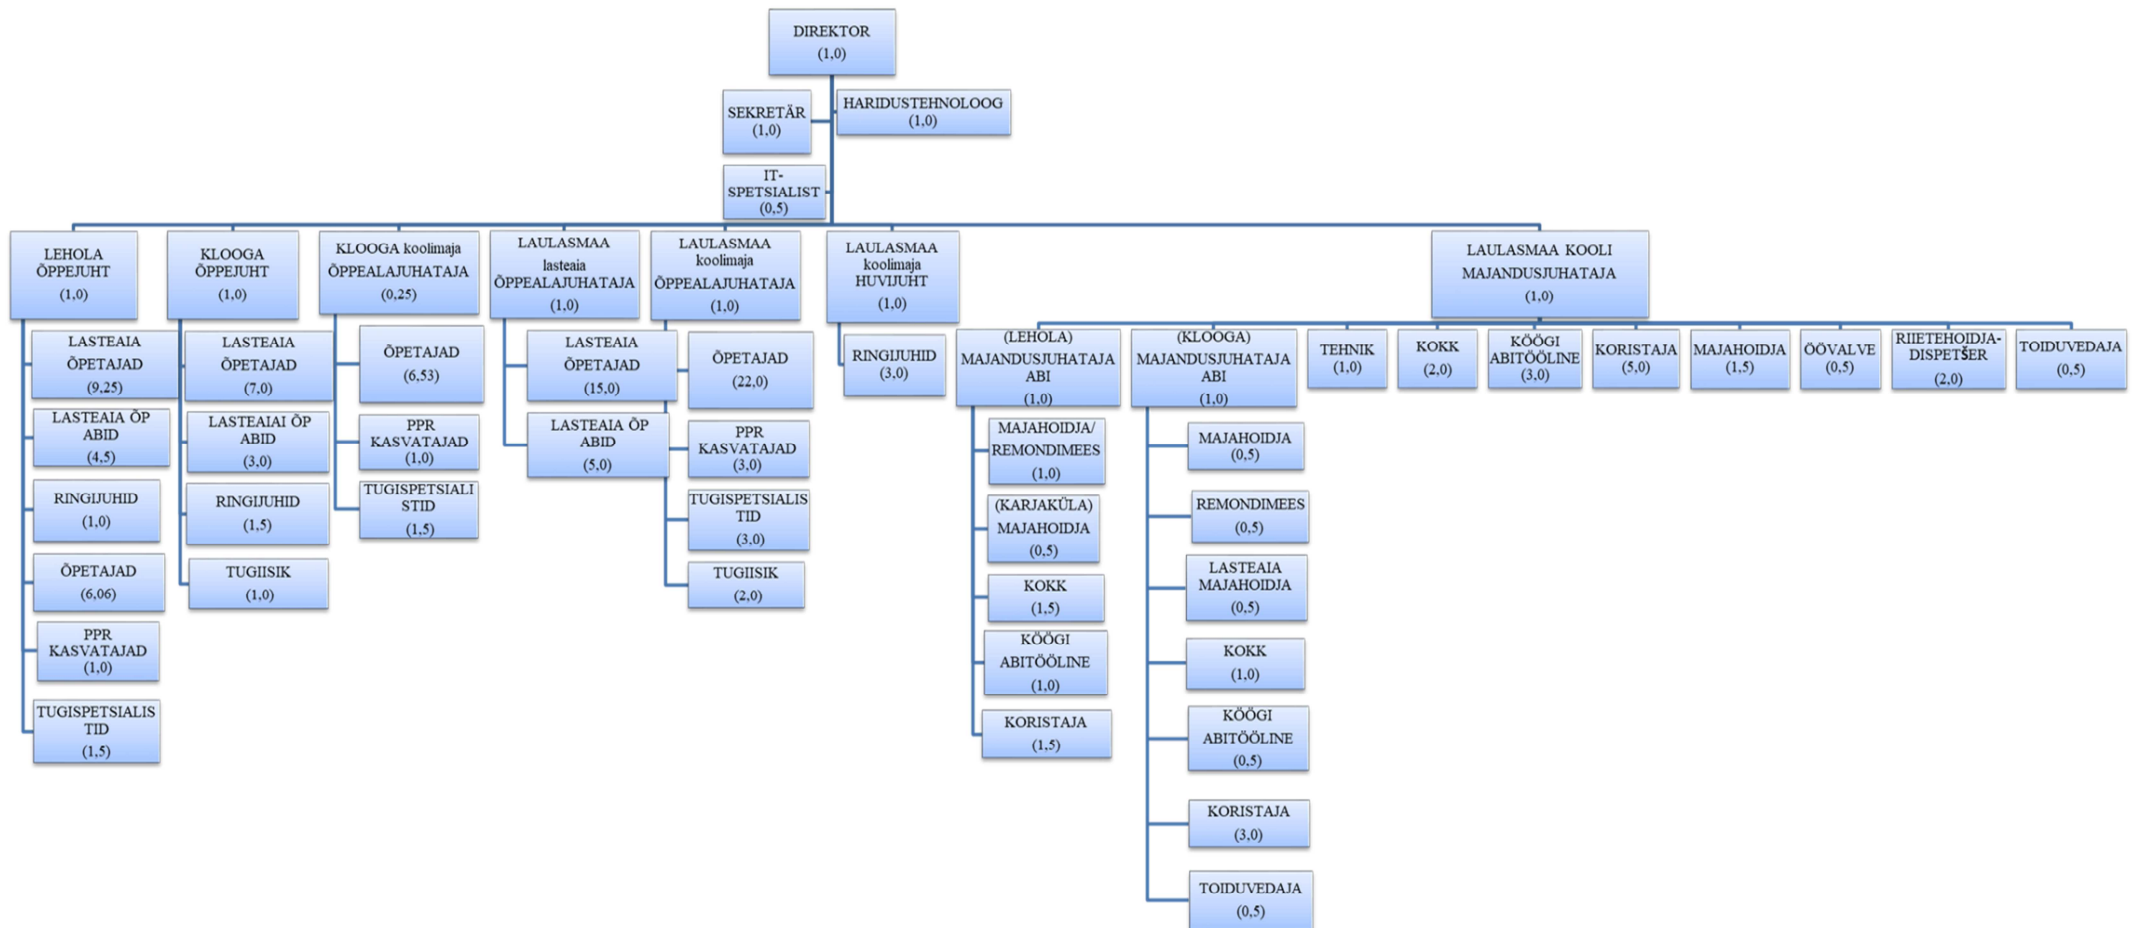 DIREKTOR
(1,0)
SEKRETÄR
(1,0)
HARIDUSTEHNOLOOG
(1,0)
IT-
SPETSIALIST
(0,5)
LEHOLA
ÕPPEJUHT
(1,0)
LASTEAIA
ÕPETAJAD
(9,25)
LASTEAIA ÕP
ABID
(4,5)
RINGIJUHID
(1,0)
ÕPETAJAD
(6,06)
PPR
KASVATAJAD
(1,0)
TUGISPETSIALIS
TID
(1,5)
KLOOGA
ÕPPEJUHT
(1,0)
LASTEAIA
ÕPETAJAD
(7,0)
LASTEAIAI ÕP
ABID
(3,0)
RINGIJUHID
(1,5)
TUGIISIK
(1,0)
KLOOGA koolimaja
ÕPPEALAJUHATAJA
(0,25)
ÕPETAJAD
(6,53)
PPR
KASVATAJAD
(1,0)
TUGISPETSIALI
STID
(1,5)
LAULASMAA
lasteaia
ÕPPEALAJUHATAJA
(1,0)
LASTEAIA
ÕPETAJAD
(15,0)
LASTEAIA ÕP
ABID
(5,0)
LAULASMAA
koolimaja
ÕPPEALAJUHATAJA
(1,0)
ÕPETAJAD
(22,0)
PPR
KASVATAJAD
(3,0)
TUGISPETSIALIS
TID
(3,0)
TUGIISIK
(2,0)
LAULASMAA
koolimaja
HUVIJUHT
(1,0)
RINGIJUHID
(3,0)
LAULASMAA KOOLI
MAJANDUSJUHATAJA
(1,0)
(LEHOLA)
MAJANDUSJUHATAJA
ABI
(1,0)
MAJAHOIDJA/
REMONDIMEES
(1,0)
(KARJAKÜLA)
MAJAHOIDJA
(0,5)
KOKK
(1,5)
KÖÖGI
ABITÖÖLINE
(1,0)
KORISTAJA
(1,5)
(KLOOGA)
MAJANDUSJUHATAJA
ABI
(1,0)
MAJAHOIDJA
(0,5)
REMONDIMEES
(0,5)
LASTEAIA
MAJAHOIDJA
(0,5)
KOKK
(1,0)
KÖÖGI
ABITÖÖLINE
(0,5)
KORISTAJA
(3,0)
TOIDUVEDAJA
(0,5)
TEHNIK
(1,0)
KOKK
(2,0)
KÖÖGI
ABITÖÖLINE
(3,0)
KORISTAJA
(5,0)
MAJAHOIDJA
(1,5)
ÖÖVALVE
(0,5)
RIIETEHOIDJA-
DISPETŠER
(2,0)
TOIDUVEDAJA
(0,5)